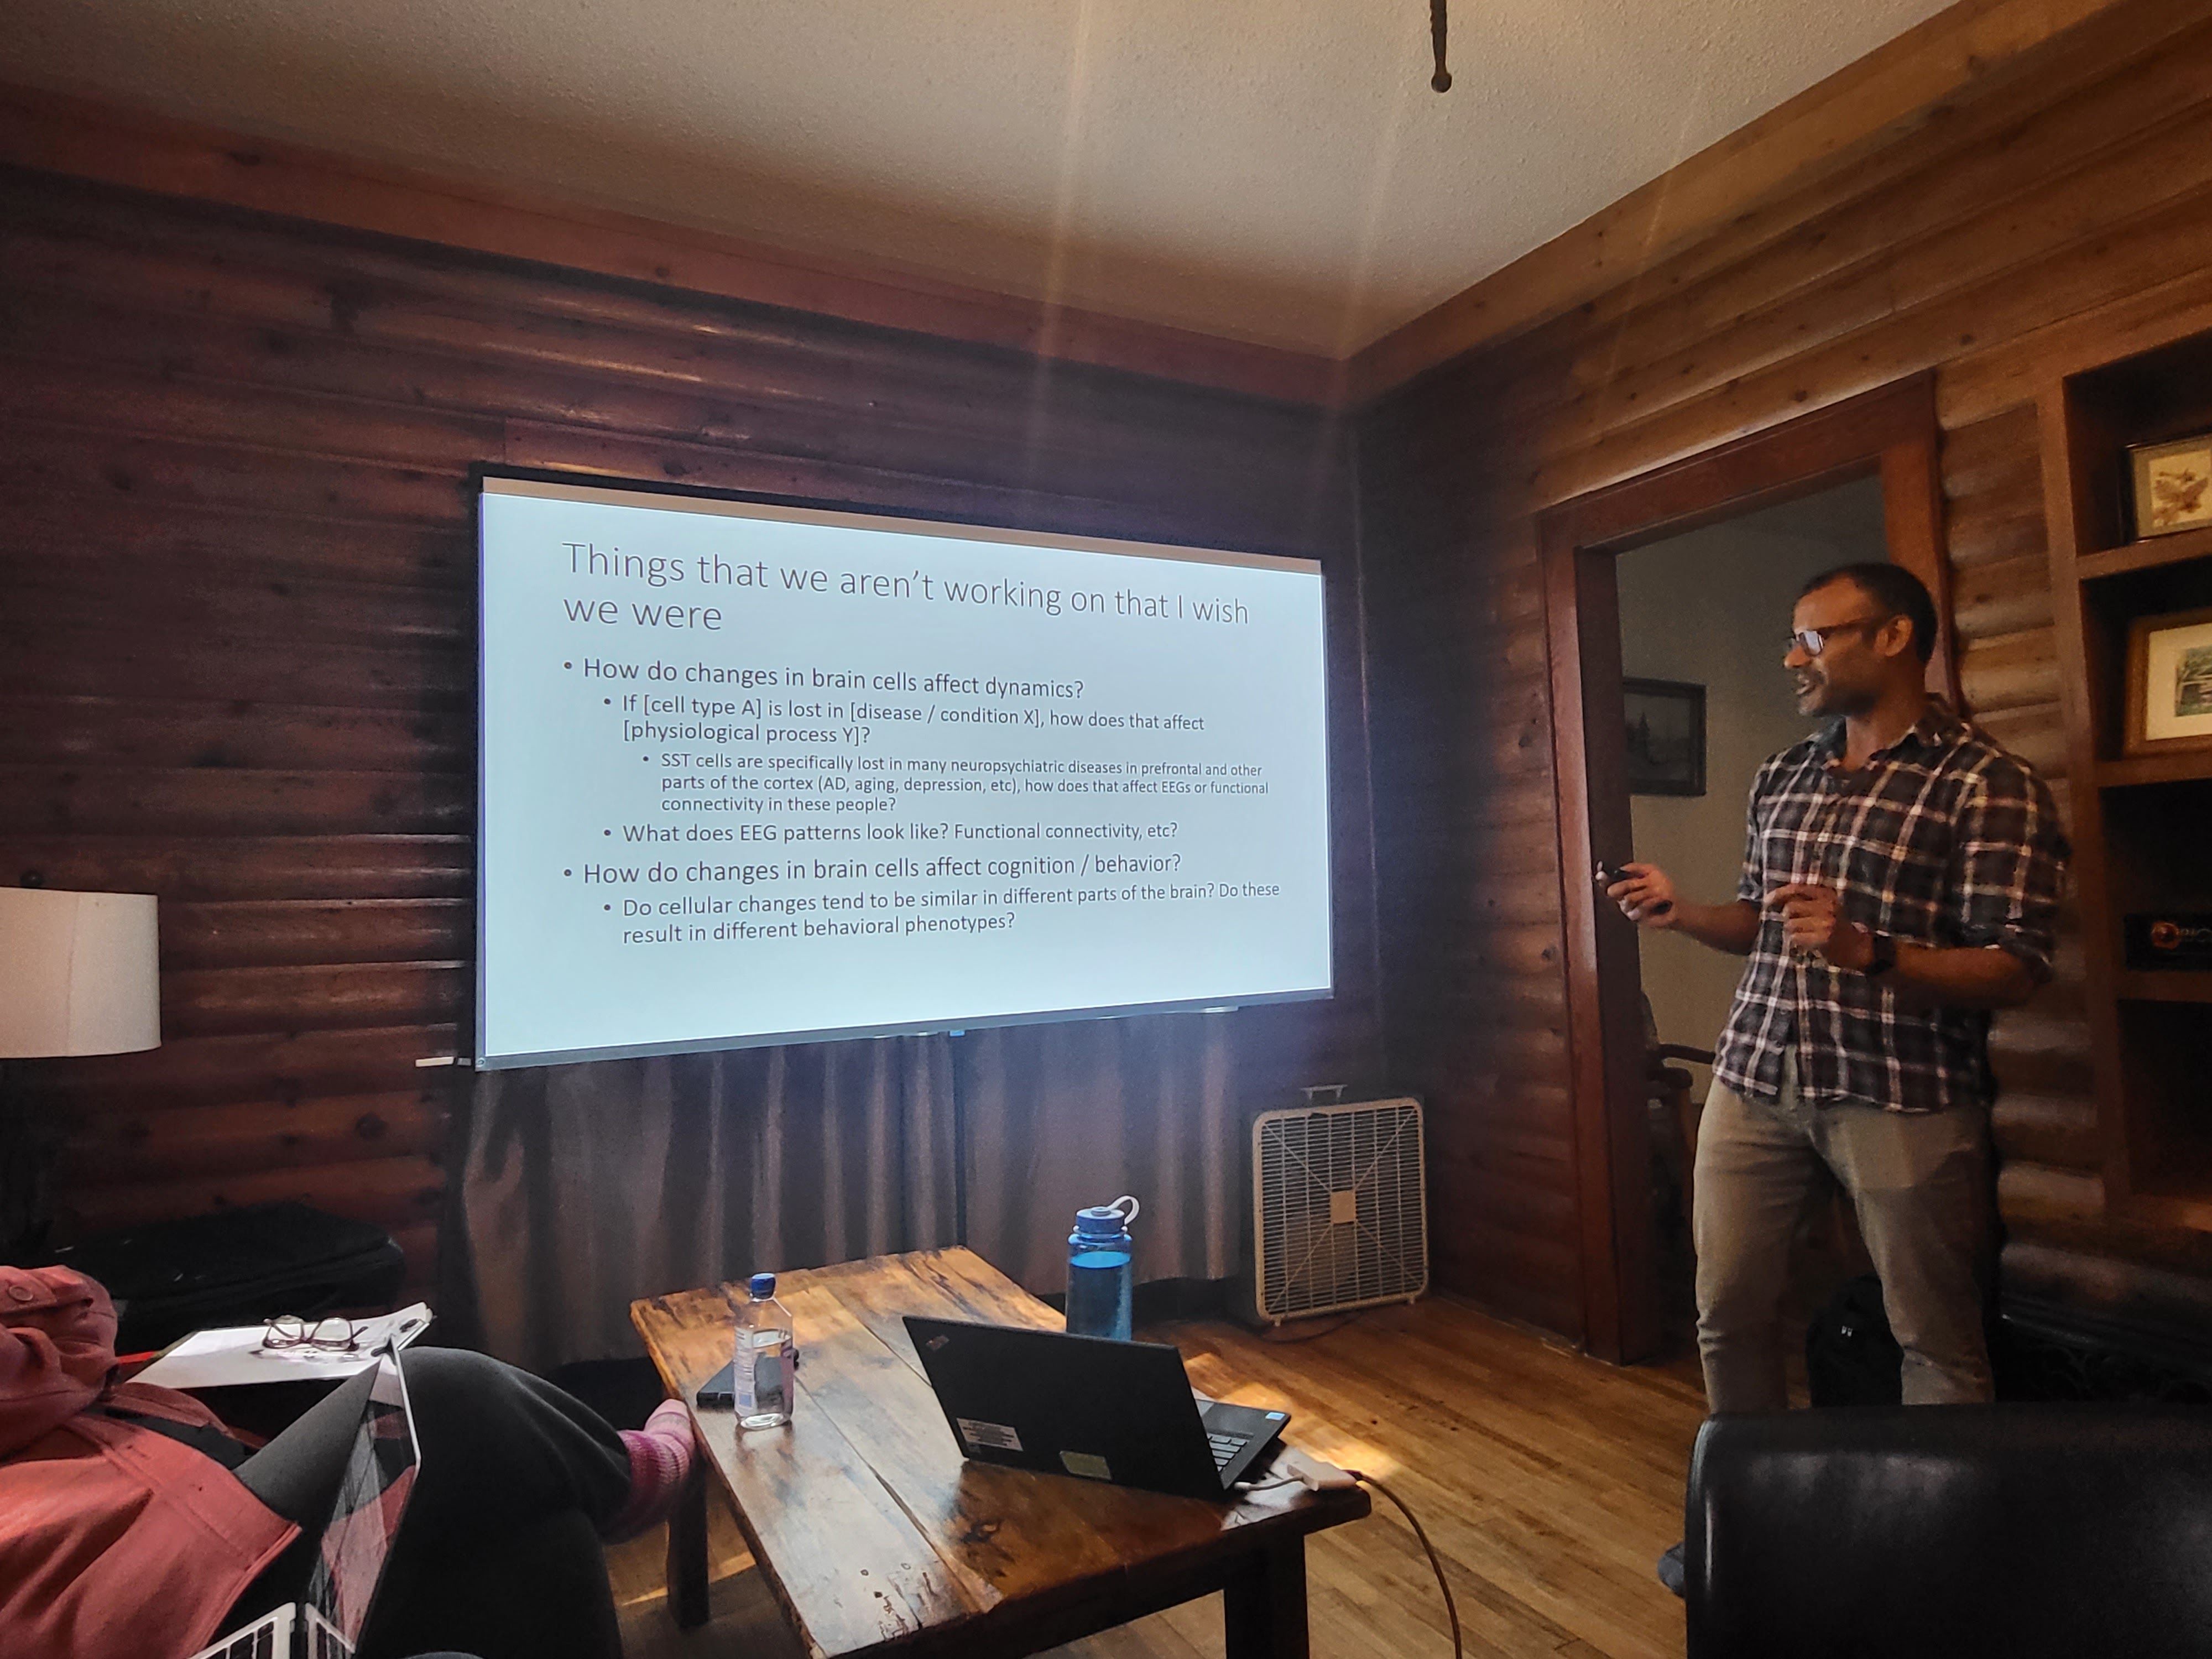 Things that we aren't working on that I wish
we were
• How do changes in brain cells affect dynamics?
• If [cell type A] is lost in [disease / condition X], how does that affect
[physiological process Y]?
• SST cells are specifically lost in many neuropsychiatric diseases in prefrontal and other
parts of the cortex (AD, aging, depression, etc), how does that affect EEGs or functional
connectivity in these people?
• What does EEG patterns look like? Functional connectivity, etc?
• How do changes in brain cells affect cognition / behavior?
• Do cellular changes tend to be similar in different parts of the brain? Do these
result in different behavioral phenotypes?